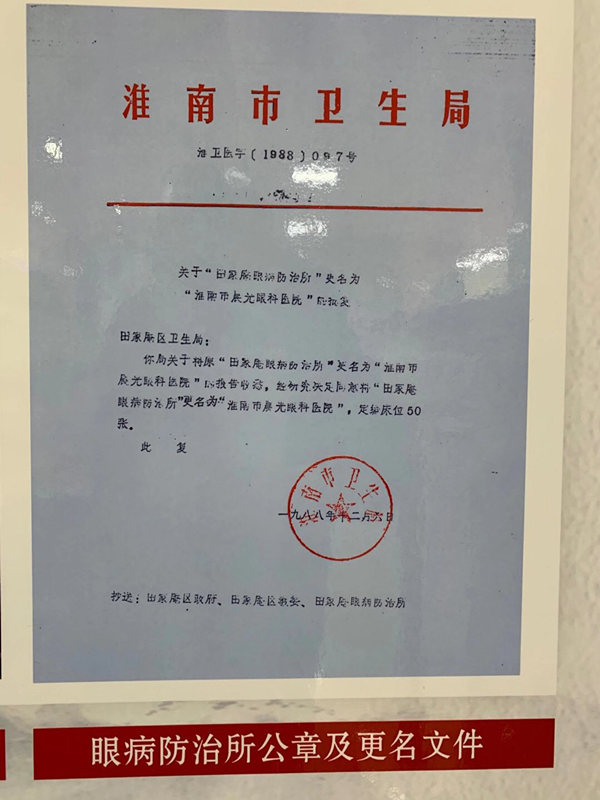 淮南市卫生局
淮卫医字(1988)097号
关于“田家庵眼病防治所”更名为
“淮南市晨光眼科医院”的批复
田家庵区卫生局:
你局关于将原“田家庵眼病防治所”更名为“淮南市
晨光眼科医院”的报告收悉,经研究决定同意将“田家庵
眼病防治所”更名为“淮南市晨光眼科医院”,定编床位50
张。
此 复
淮南市卫生局
一九八八年十二月六日
抄送:田家庵区政府、田家庵区编委、田家庵眼病防治所
眼病防治所公章及更名文件